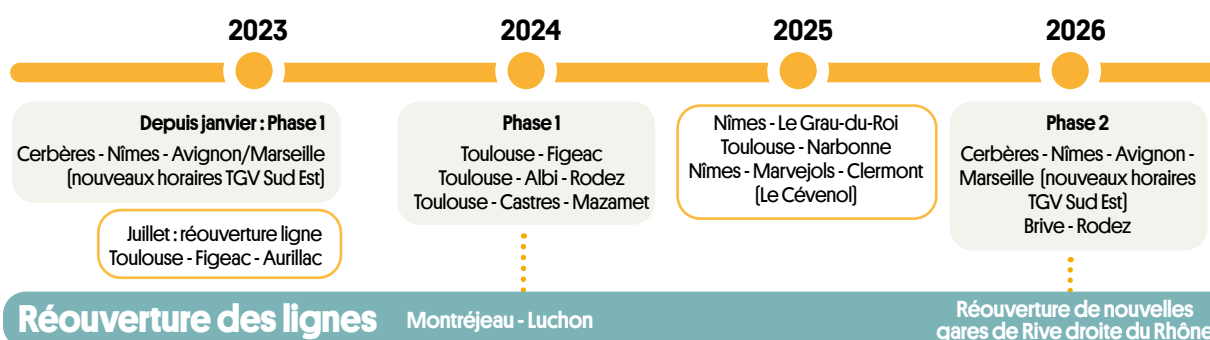 2023
2024
2025
2026
Depuis janvier : Phase 1
Cerbères - Nîmes - Avignon/Marseille
(nouveaux horaires TGV Sud Est)
Juillet : réouverture ligne
Toulouse - Figeac - Aurillac
Phase 1
Toulouse - Figeac
Toulouse - Albi - Rodez
Toulouse - Castres - Mazamet
Nîmes - Le Grau-du-Roi
Toulouse - Narbonne
Nîmes - Marvejols - Clermont
(Le Cévenol)
Phase 2
Cerbères - Nîmes - Avignon -
Marseille (nouveaux horaires
TGV Sud Est)
Brive - Rodez
Réouverture des lignes
Montréjeau - Luchon
Réouverture de nouvelles
gares de Rive droite du Rhône